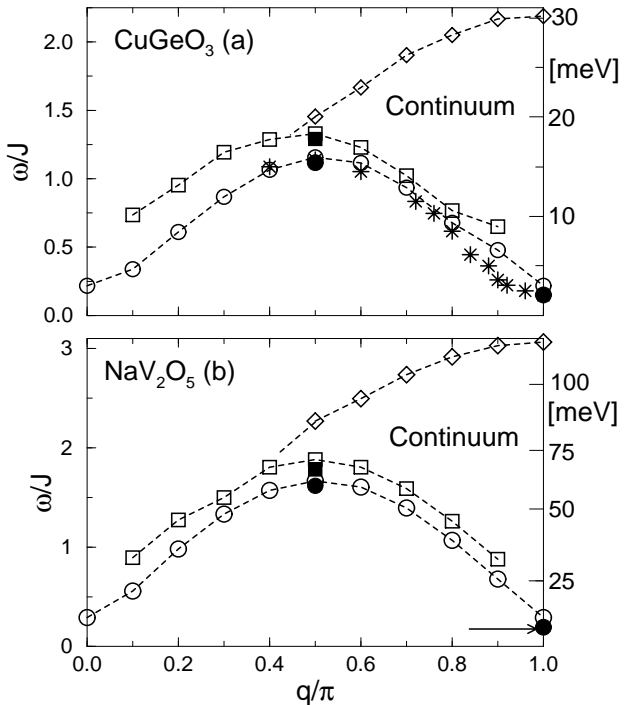 CuGeO₃ (a)
Continuum
ω/J
2.0
1.5
1.0
0.5
0.0
30
[meV]
20
10
NaV₂O₅ (b)
Continuum
ω/J
3
2
1
0
100
[meV]
75
50
25
0.0 0.2 0.4 0.6 0.8 1.0
q/π